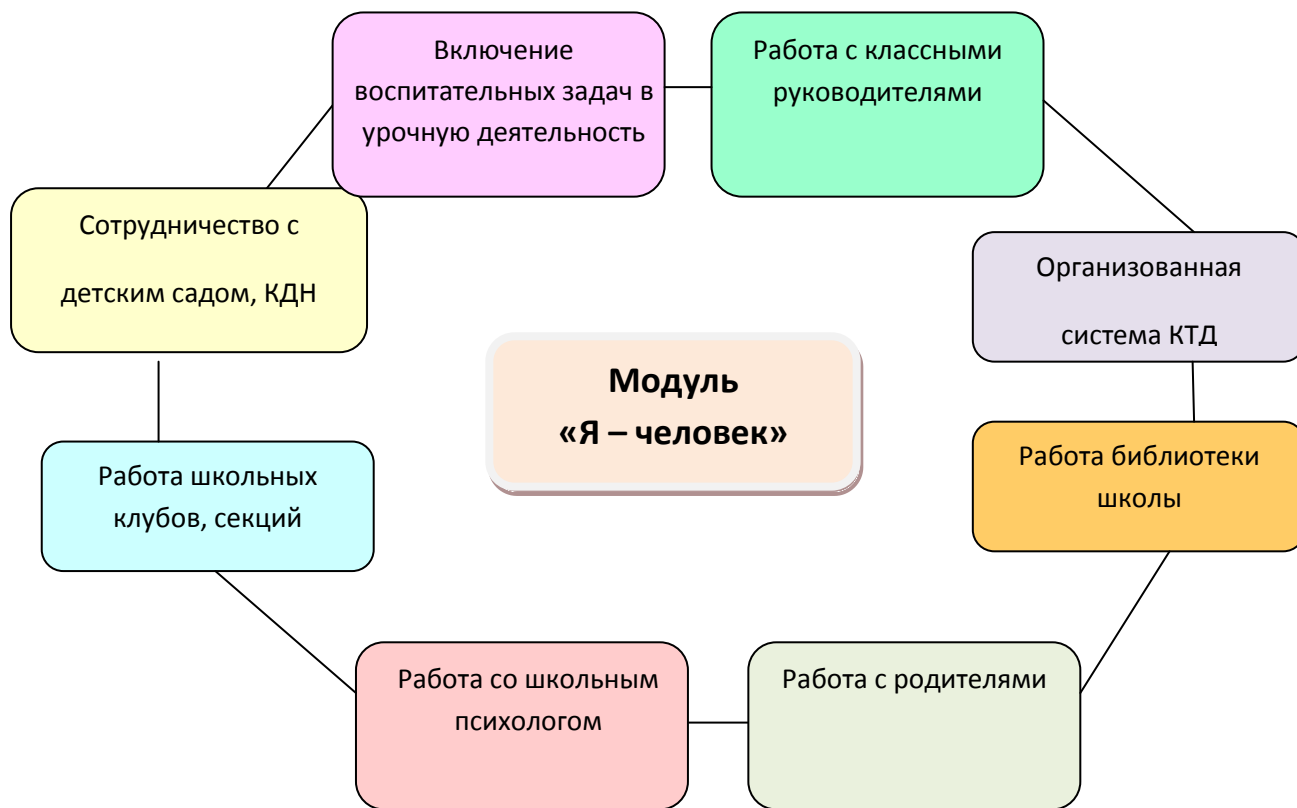 Включение
воспитательных задач в
урочную деятельность
Работа с классными
руководителями
Сотрудничество с
детским садом, КДН
Организованная
система КТД
Модуль
«Я – человек»
Работа школьных
клубов, секций
Работа библиотеки
школы
Работа со школьным
психологом
Работа с родителями